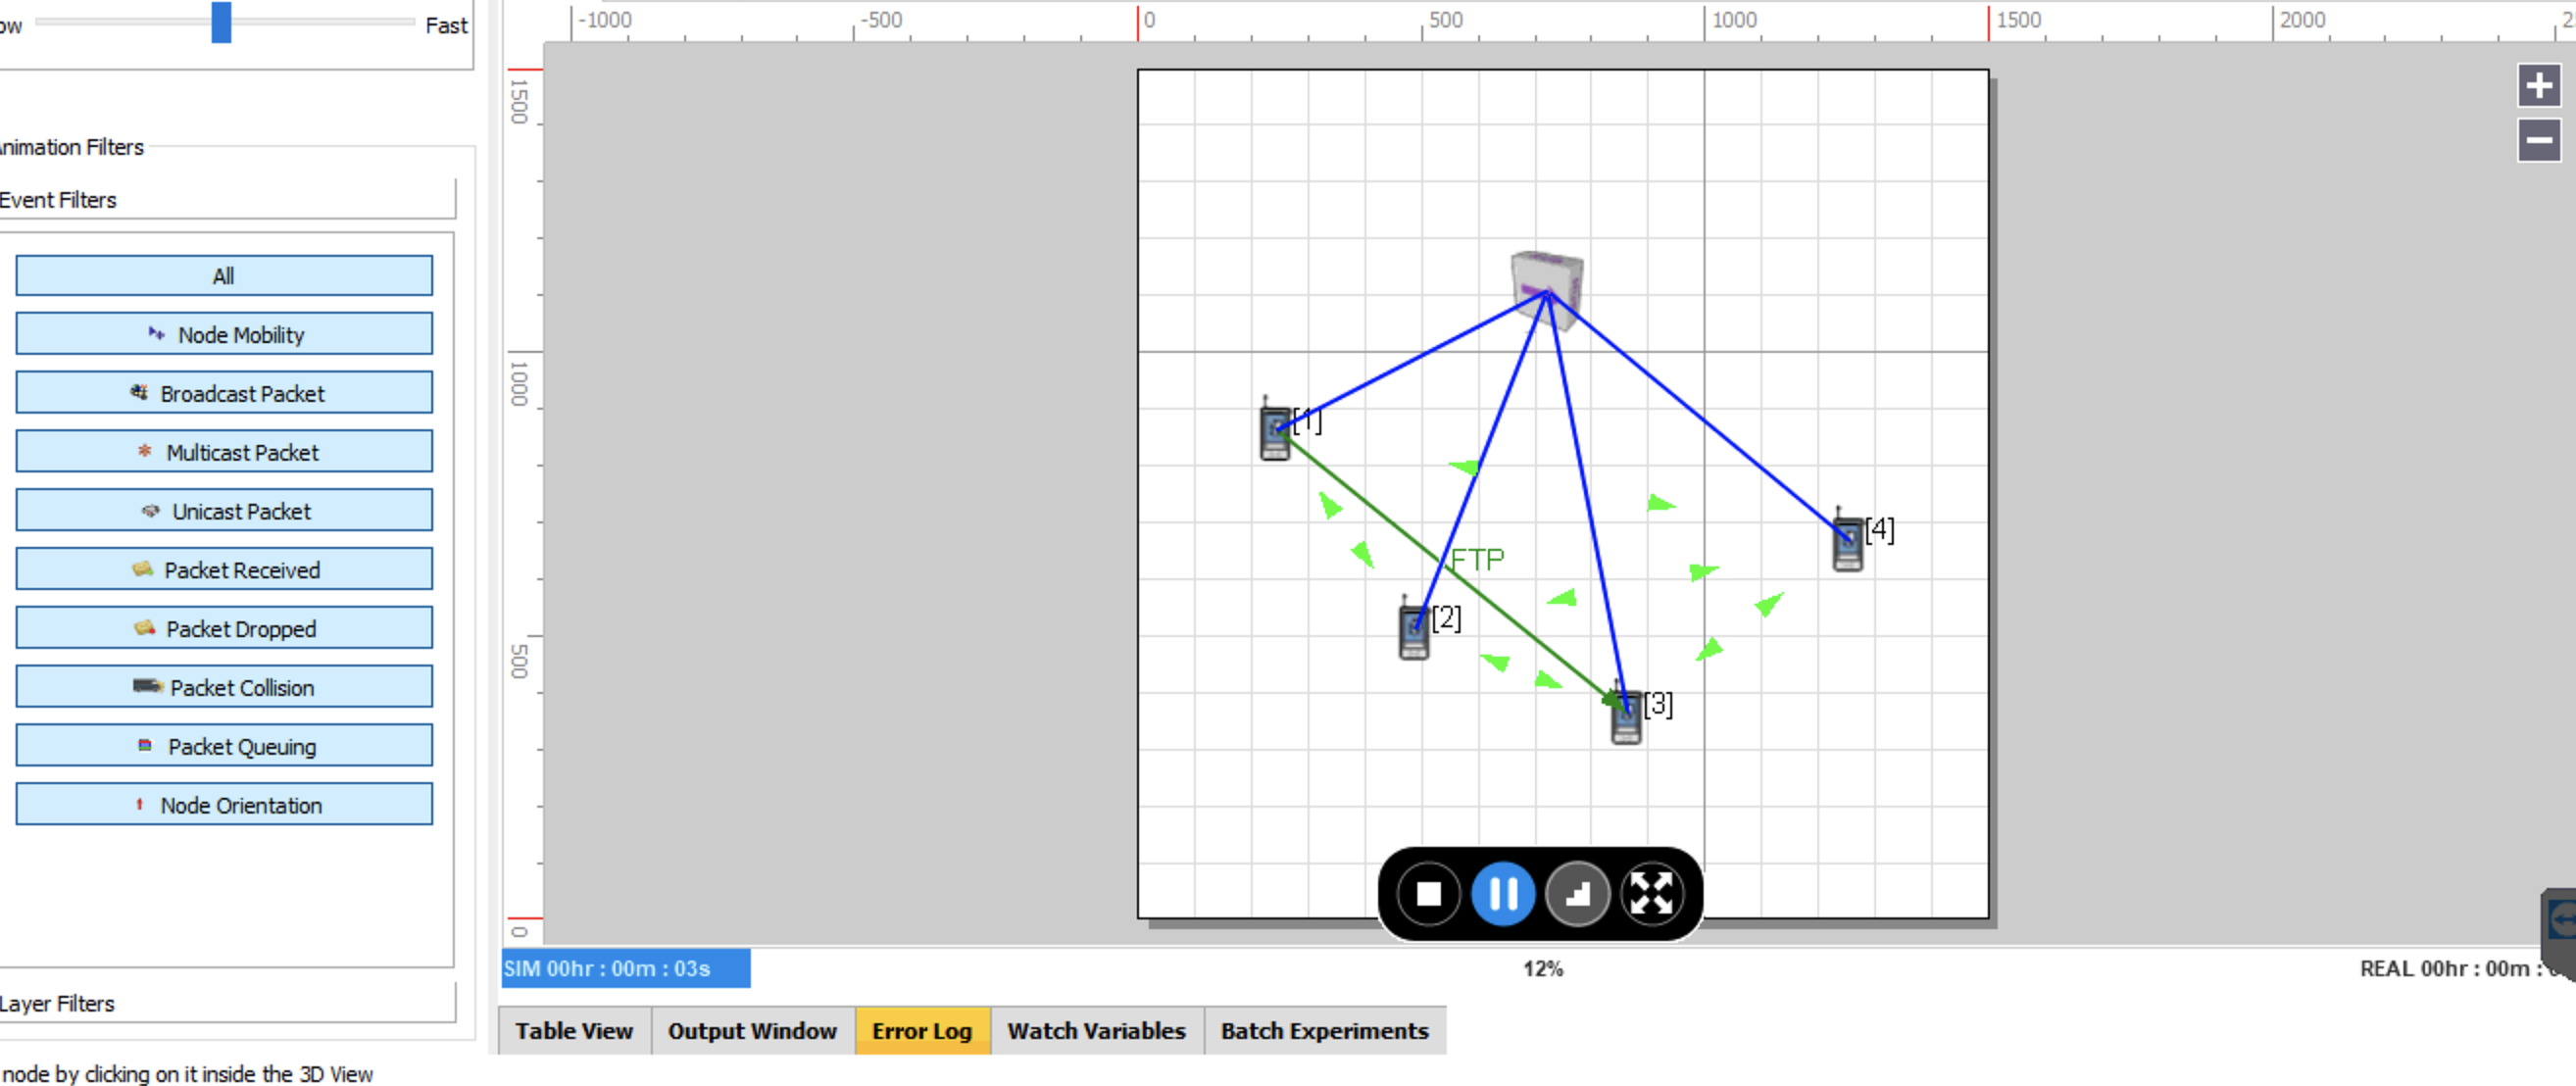 ow Fast
-1000 -500 0 500 1000 1500 2000 2
1500
1000
500
0
nimation Filters
Event Filters
All
Node Mobility
Broadcast Packet
Multicast Packet
Unicast Packet
Packet Received
Packet Dropped
Packet Collision
Packet Queuing
Node Orientation
Layer Filters
node by clicking on it inside the 3D View
[1]
[4]
FTP
[2]
[3]
SIM 00hr : 00m : 03s 12% REAL 00hr : 00m :
Table View Output Window Error Log Watch Variables Batch Experiments